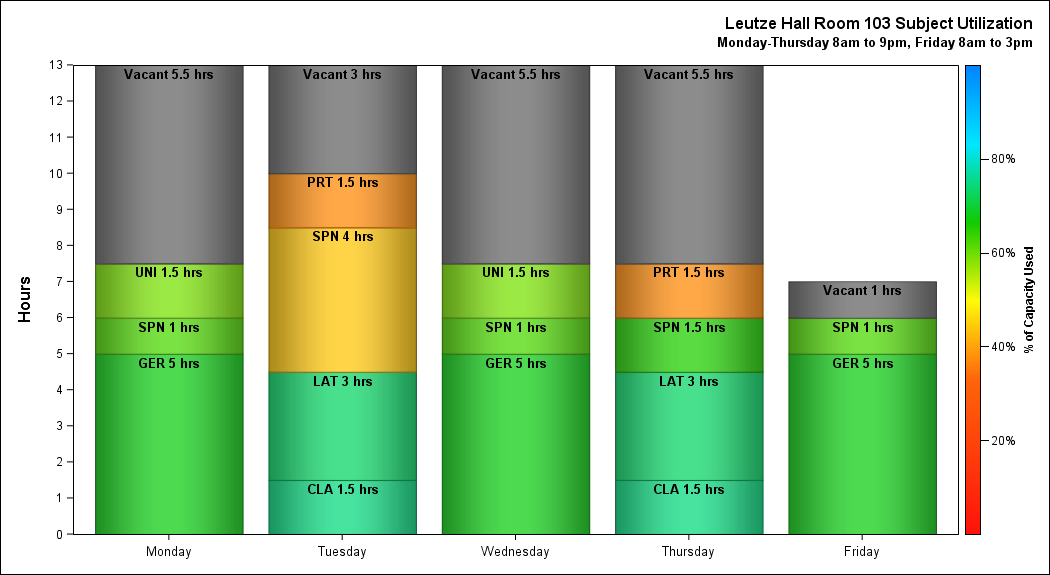 Leutze Hall Room 103 Subject Utilization
Monday-Thursday 8am to 9pm, Friday 8am to 3pm
Hours
13
12
11
10
9
8
7
6
5
4
3
2
1
0
Vacant 5.5 hrs
UNI 1.5 hrs
SPN 1 hrs
GER 5 hrs
Monday
Vacant 3 hrs
PRT 1.5 hrs
SPN 4 hrs
LAT 3 hrs
CLA 1.5 hrs
Tuesday
Vacant 5.5 hrs
UNI 1.5 hrs
SPN 1 hrs
GER 5 hrs
Wednesday
Vacant 5.5 hrs
PRT 1.5 hrs
SPN 1.5 hrs
LAT 3 hrs
CLA 1.5 hrs
Thursday
Vacant 1 hrs
SPN 1 hrs
GER 5 hrs
Friday
80%
60%
40%
20%
% of Capacity Used